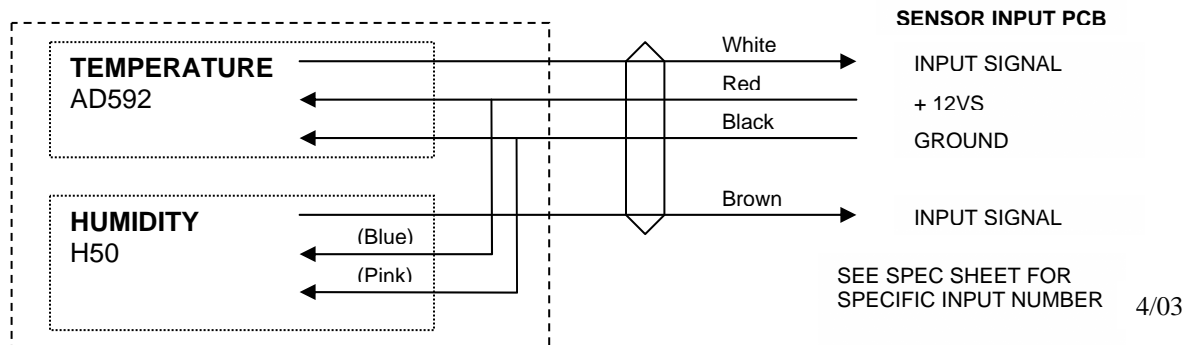 SENSOR INPUT PCB
TEMPERATURE
AD592
White
INPUT SIGNAL
Red
+ 12VS
Black
GROUND
HUMIDITY
H50
Brown
INPUT SIGNAL
(Blue)
(Pink)
SEE SPEC SHEET FOR
SPECIFIC INPUT NUMBER
4/03